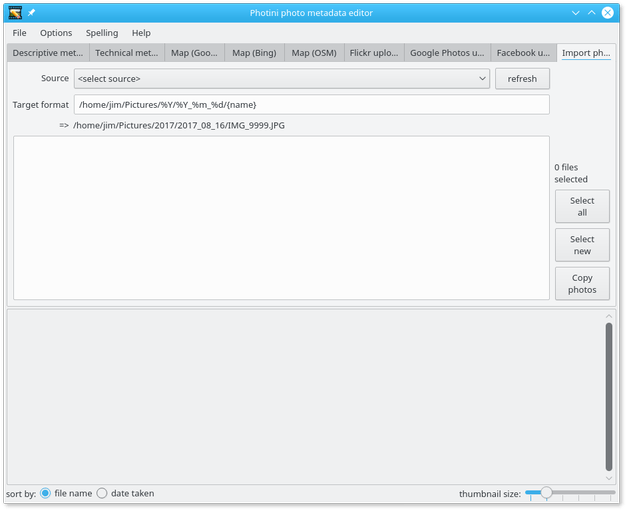 Photini photo metadata editor
File Options Spelling Help
Descriptive met... Technical met... Map (Goo... Map (Bing) Map (OSM) Flickr uplo... Google Photos u... Facebook u... Import ph...
Source <select source> refresh
Target format /home/jim/Pictures/%Y/%Y_%m_%d/{name}
=> /home/jim/Pictures/2017/2017_08_16/IMG_9999.JPG
0 files
selected
Select
all
Select
new
Copy
photos
sort by: file name date taken thumbnail size: